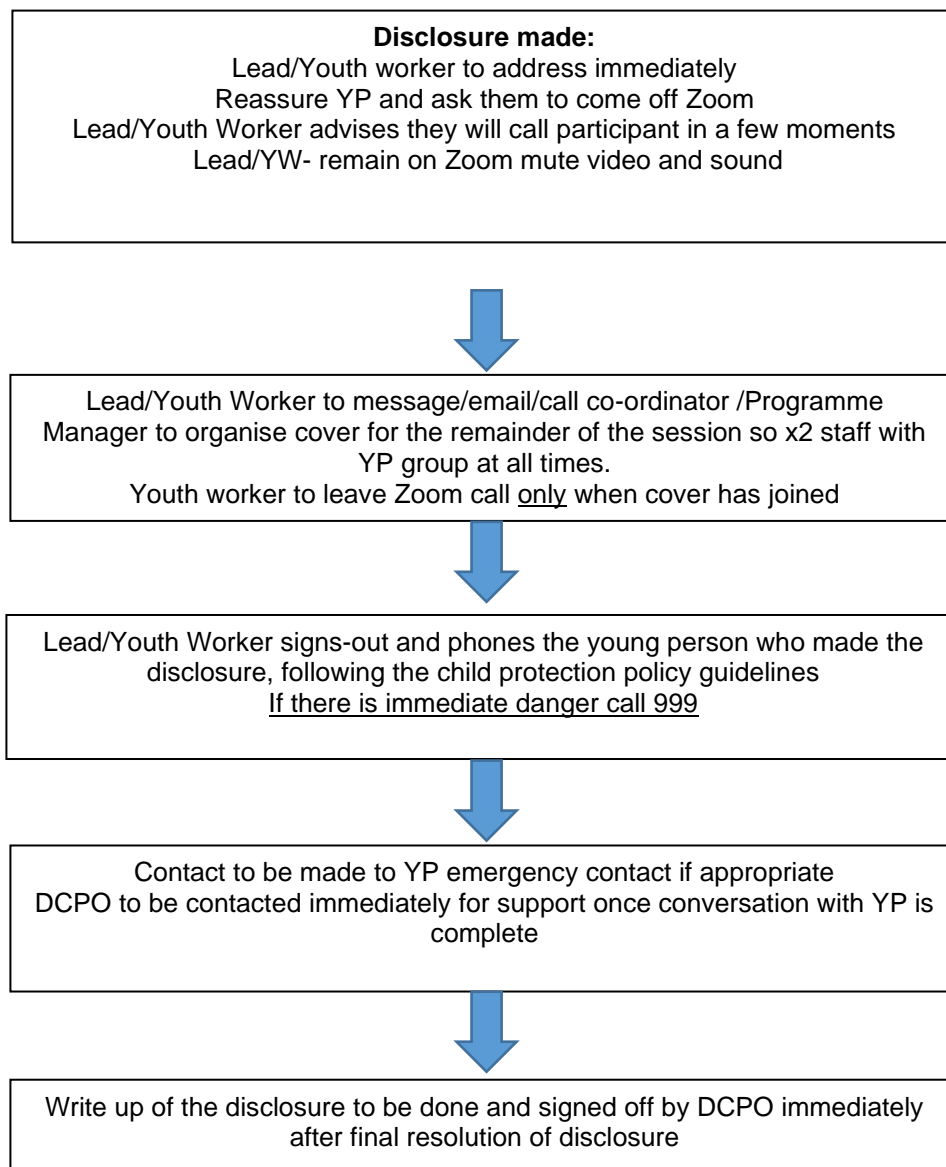 Disclosure made:
Lead/Youth worker to address immediately
Reassure YP and ask them to come off Zoom
Lead/Youth Worker advises they will call participant in a few moments
Lead/YW- remain on Zoom mute video and sound
Lead/Youth Worker to message/email/call co-ordinator /Programme
Manager to organise cover for the remainder of the session so x2 staff with
YP group at all times.
Youth worker to leave Zoom call only when cover has joined
Lead/Youth Worker signs-out and phones the young person who made the
disclosure, following the child protection policy guidelines
If there is immediate danger call 999
Contact to be made to YP emergency contact if appropriate
DCPO to be contacted immediately for support once conversation with YP is
complete
Write up of the disclosure to be done and signed off by DCPO immediately
after final resolution of disclosure